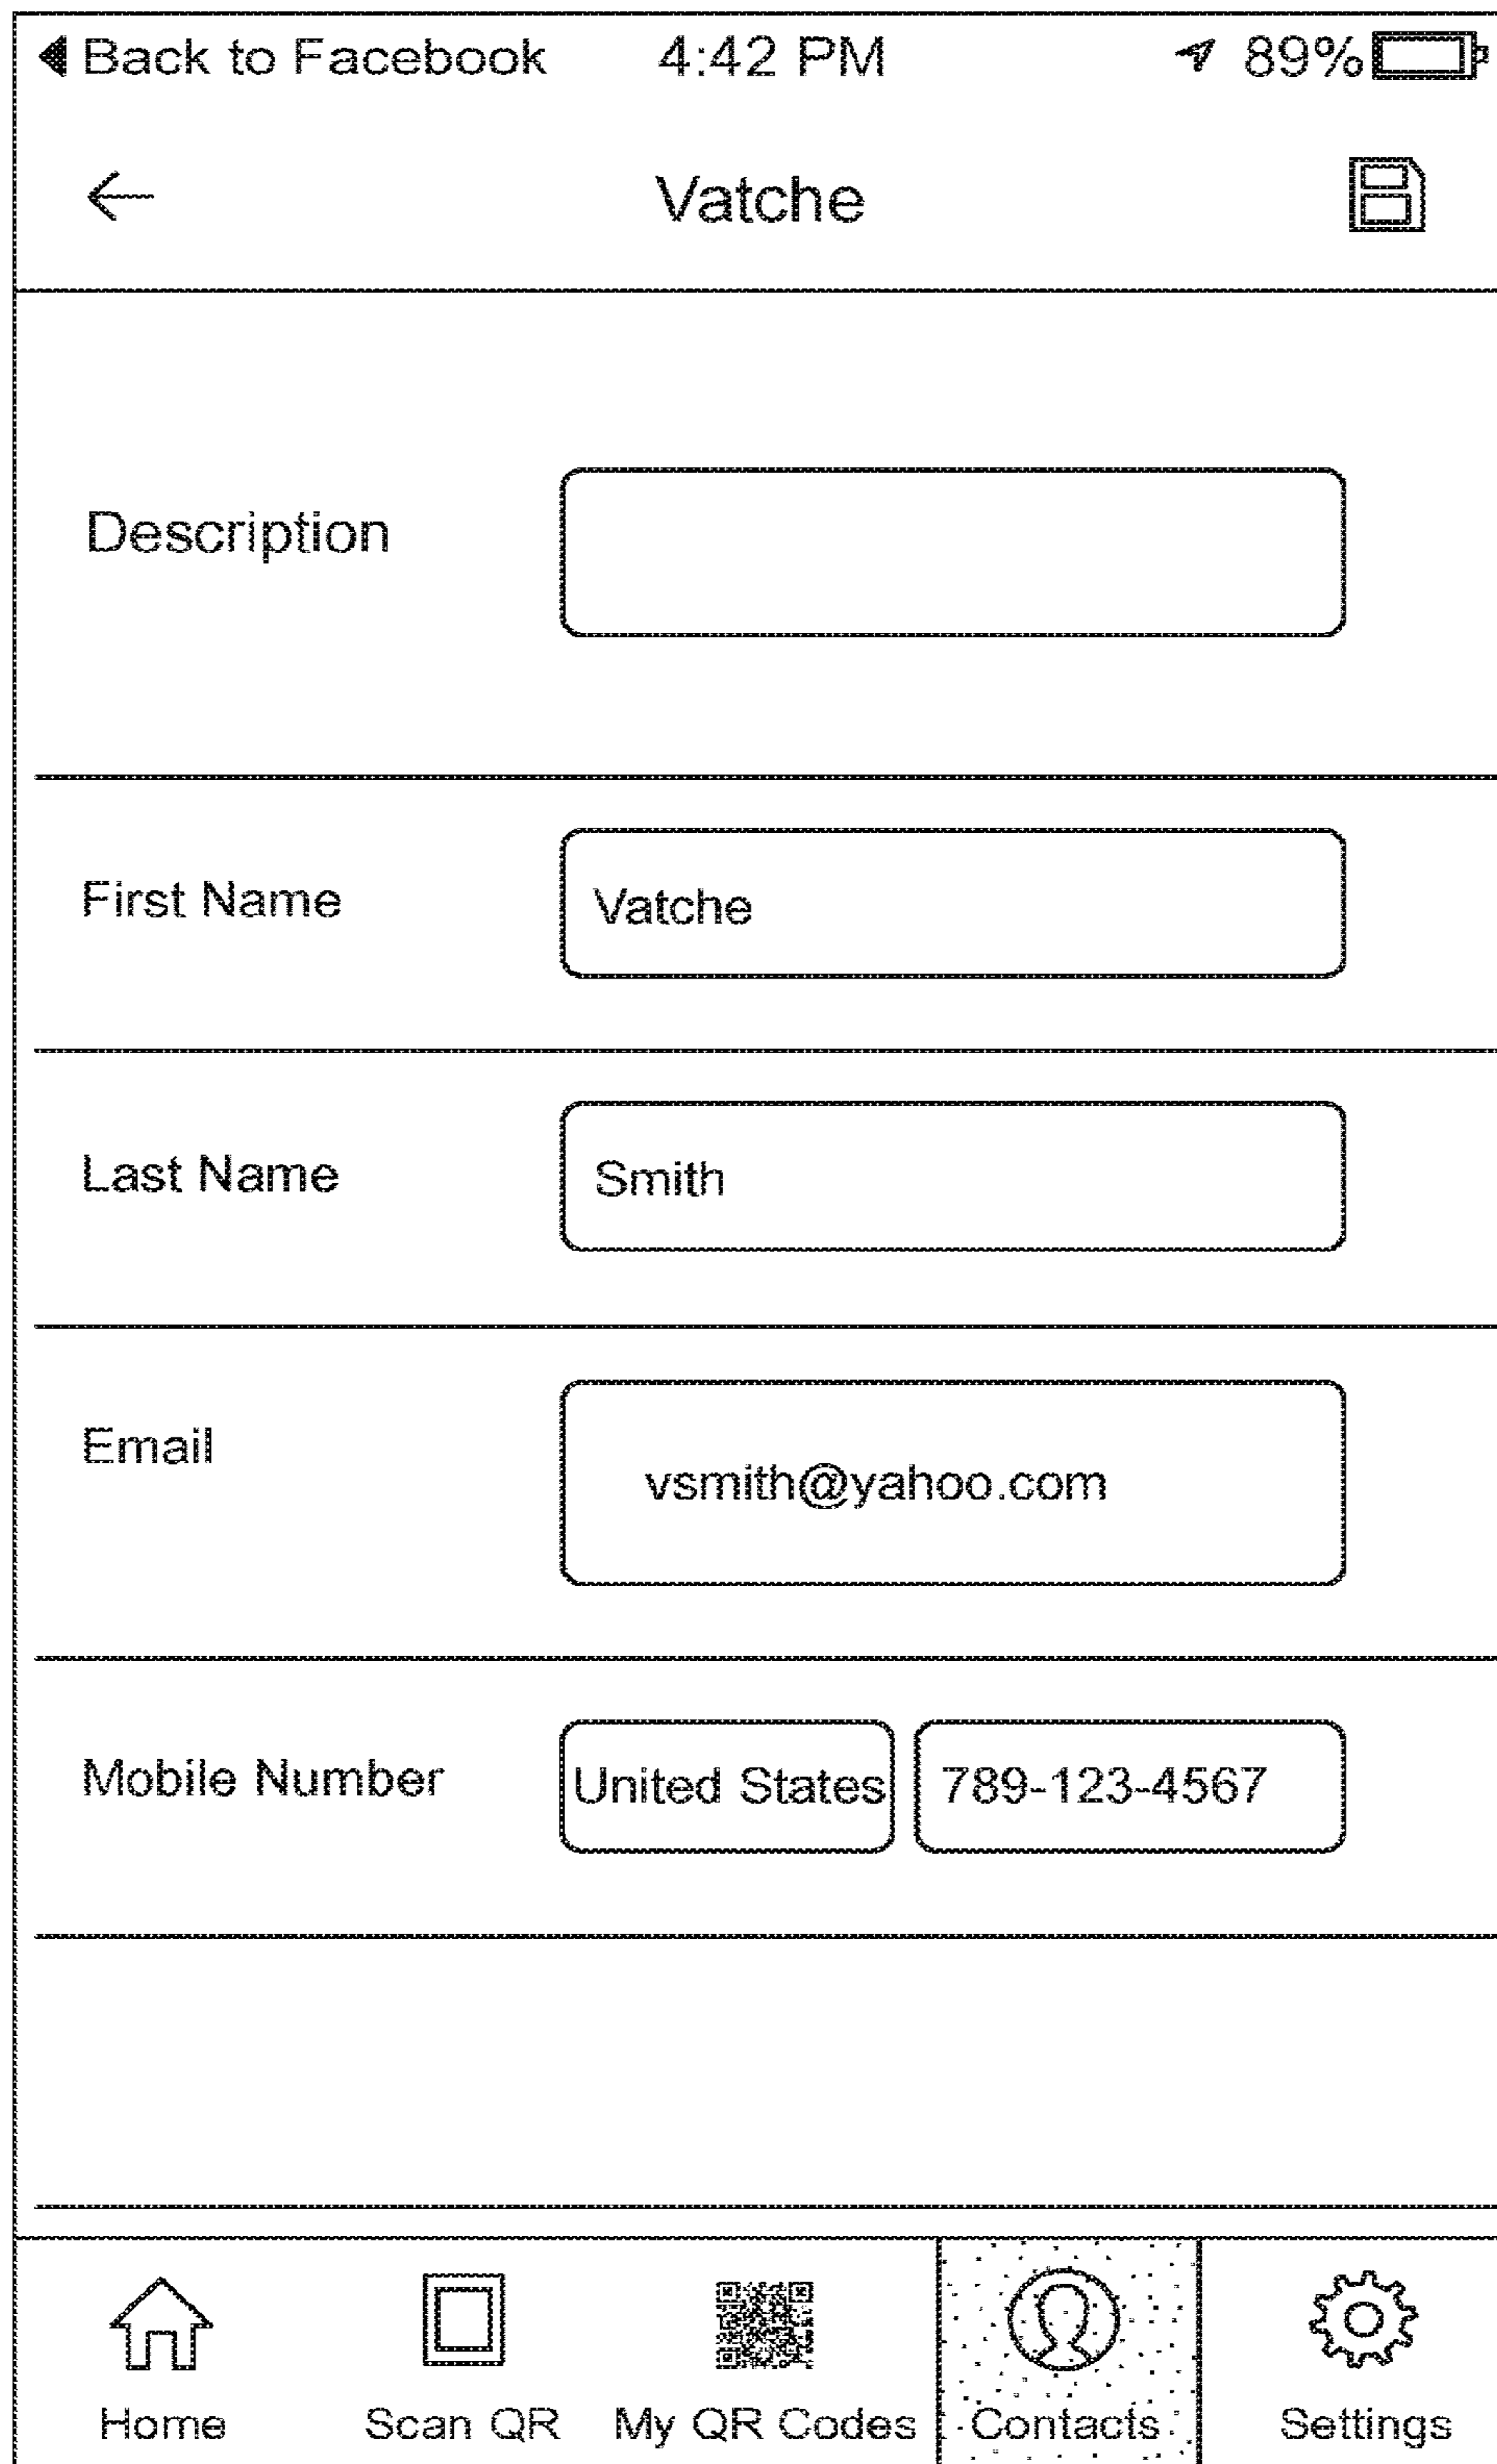 Back to Facebook 4:42 PM 89%
Vatche
Description
First Name Vatche
Last Name Smith
Email vsmith@yahoo.com
Mobile Number United States 789-123-4567
Home Scan QR My QR Codes Contacts Settings